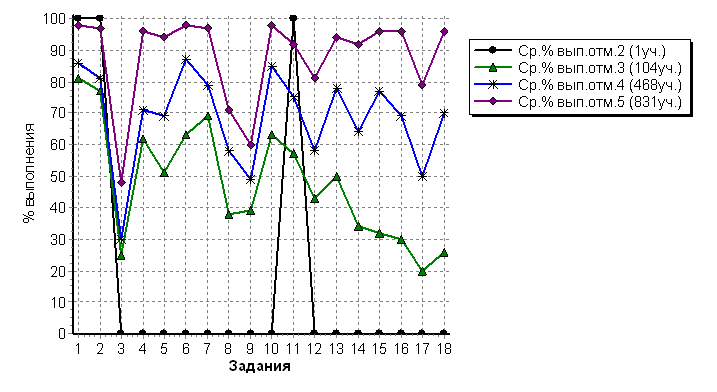 100
90
80
70
60
50
40
30
20
10
0
% выполнения
1 2 3 4 5 6 7 8 9 10 11 12 13 14 15 16 17 18
Задания
Ср.% вып.отм.2 (1уч.)
Ср.% вып.отм.3 (104уч.)
Ср.% вып.отм.4 (468уч.)
Ср.% вып.отм.5 (831уч.)